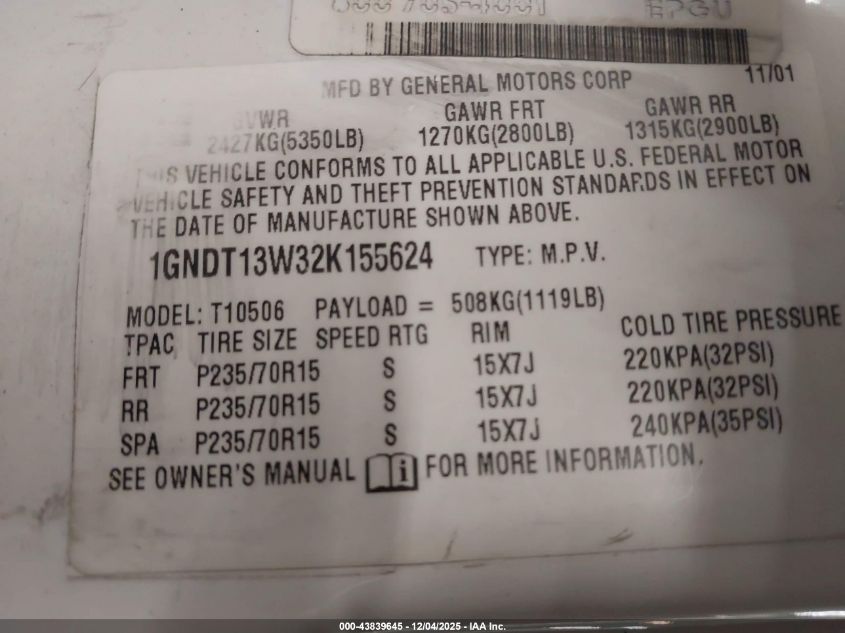 11/01
MFD BY GENERAL MOTORS CORP
GVWR GAWR FRT GAWR RR
2427KG(5350LB) 1270KG(2800LB) 1315KG(2900LB)
THIS VEHICLE CONFORMS TO ALL APPLICABLE U.S. FEDERAL MOTOR
VEHICLE SAFETY AND THEFT PREVENTION STANDARDS IN EFFECT ON
THE DATE OF MANUFACTURE SHOWN ABOVE.
1GNDT13W32K155624 TYPE: M.P.V.
MODEL: T10506 PAYLOAD = 508KG(1119LB)
TPAC TIRE SIZE SPEED RTG RIM COLD TIRE PRESSURE
FRT P235/70R15 S 15X7J 220KPA(32PSI)
RR P235/70R15 S 15X7J 220KPA(32PSI)
SPA P235/70R15 S 15X7J 240KPA(35PSI)
SEE OWNER'S MANUAL i FOR MORE INFORMATION.
000-43839645 - 12/04/2025 - IAA Inc.